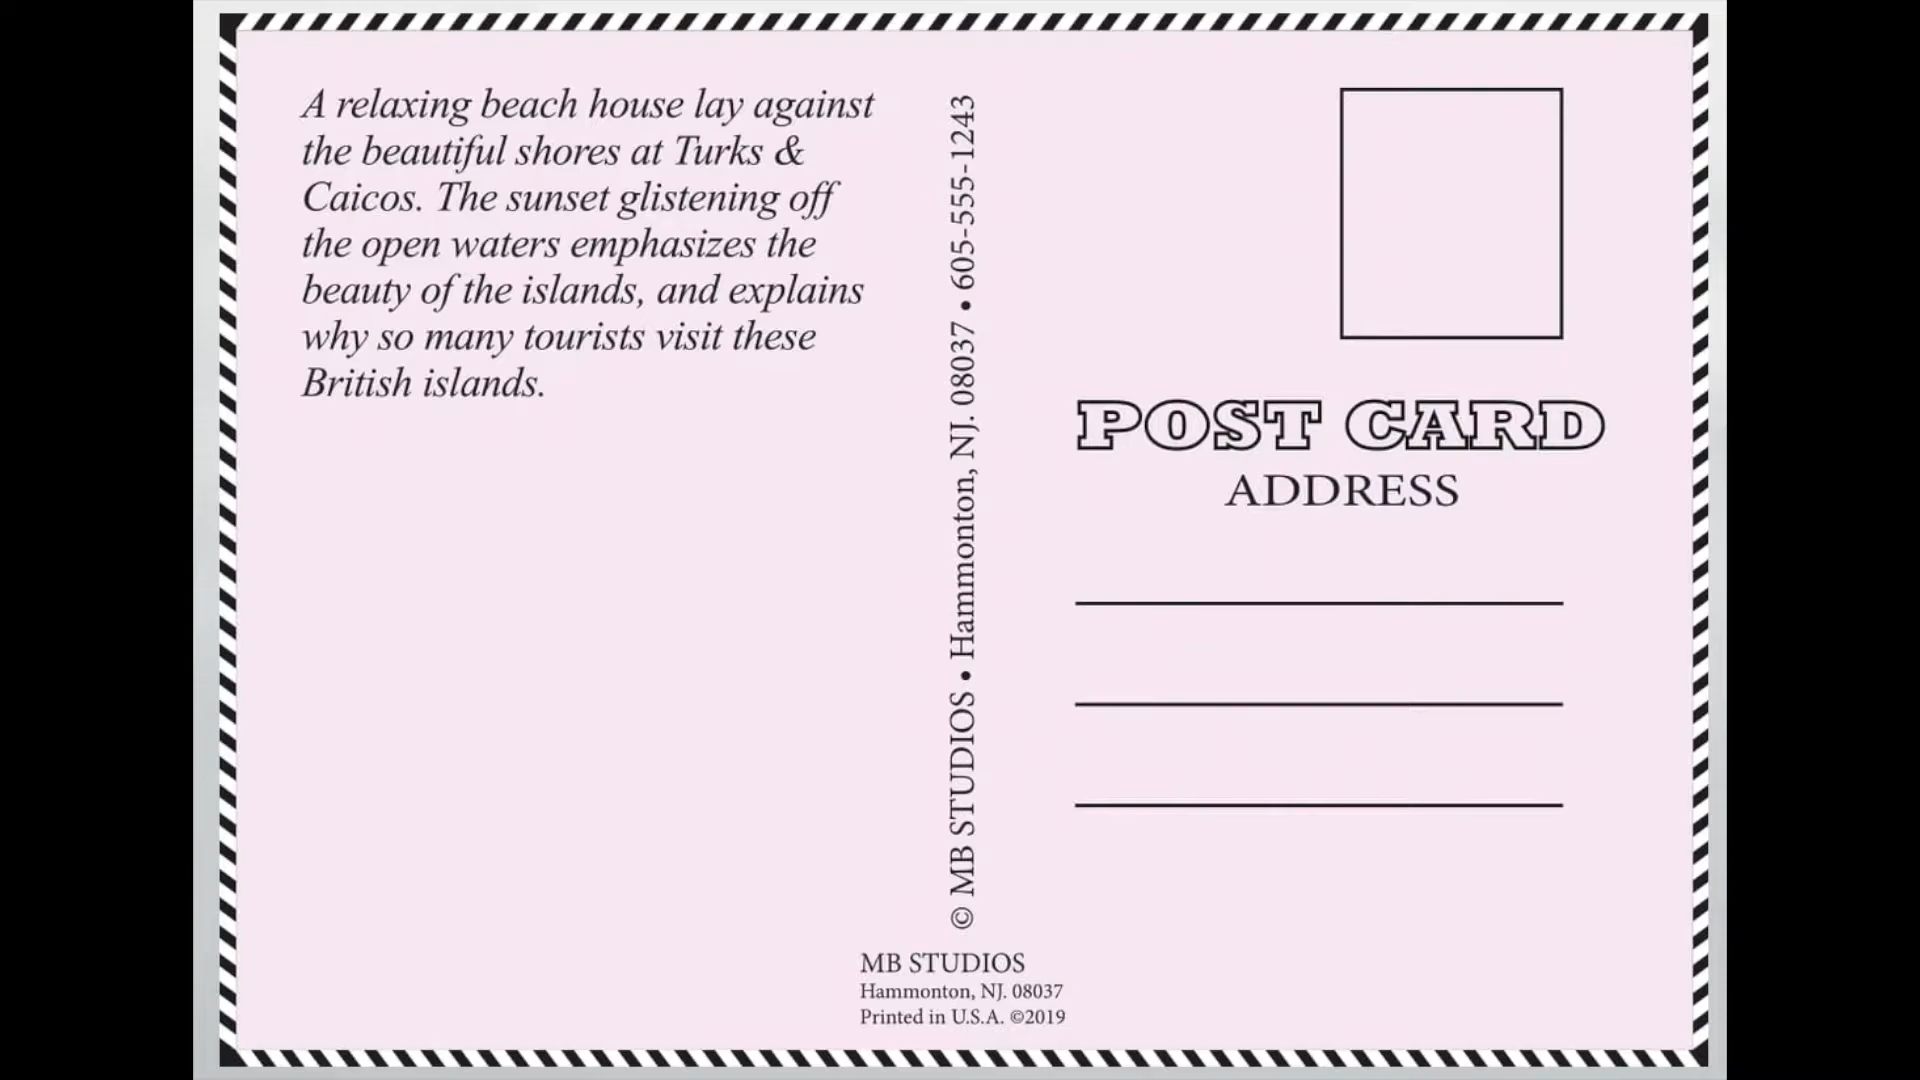 A relaxing beach house lay against
the beautiful shores at Turks &
Caicos. The sunset glistening off
the open waters emphasizes the
beauty of the islands, and explains
why so many tourists visit these
British islands.
© MB STUDIOS • Hammonton, NJ. 08037 • 605-555-1243
POST CARD
ADDRESS
MB STUDIOS
Hammonton, NJ. 08037
Printed in U.S.A. ©2019